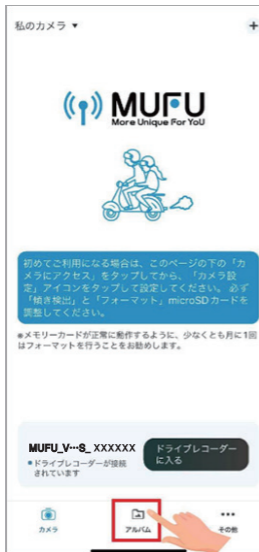 私のカメラ ▼ +
MUFU
More Unique For YoU
初めてご利用になる場合は、このページの下の「カ
メラにアクセス」をタップしてから、「カメラ設
定」アイコンをタップして設定してください。 必ず
「傾き検出」と「フォーマット」microSDカードを
調整してください。
※メモリーカードが正常に動作するように、少なくとも月に1回
はフォーマットを行うことをお勧めします。
MUFU_V…S_ XXXXXX
ドライブレコーダーが接続
されています
ドライブレコーダー
に入る
カメラ
アルバム
その他